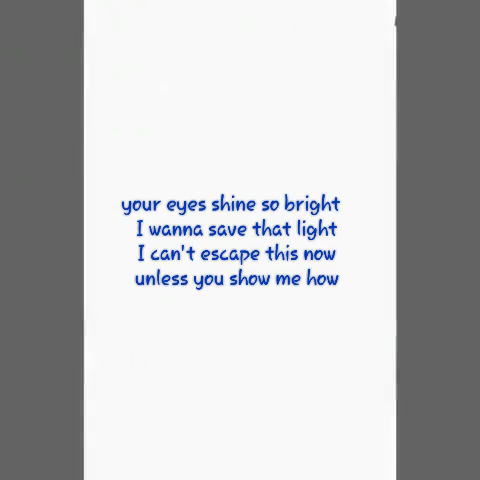 your eyes shine so bright
I wanna save that light
I can't escape this now
unless you show me how